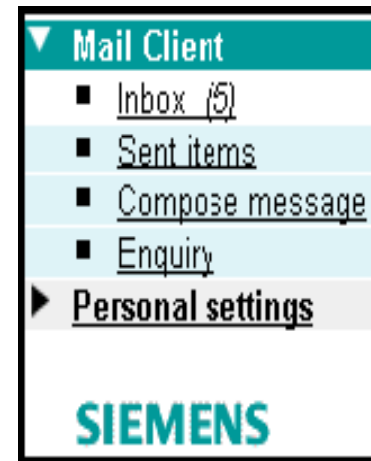 Mail Client
Inbox (5)
Sent items
Compose message
Enquiry
Personal settings
SIEMENS